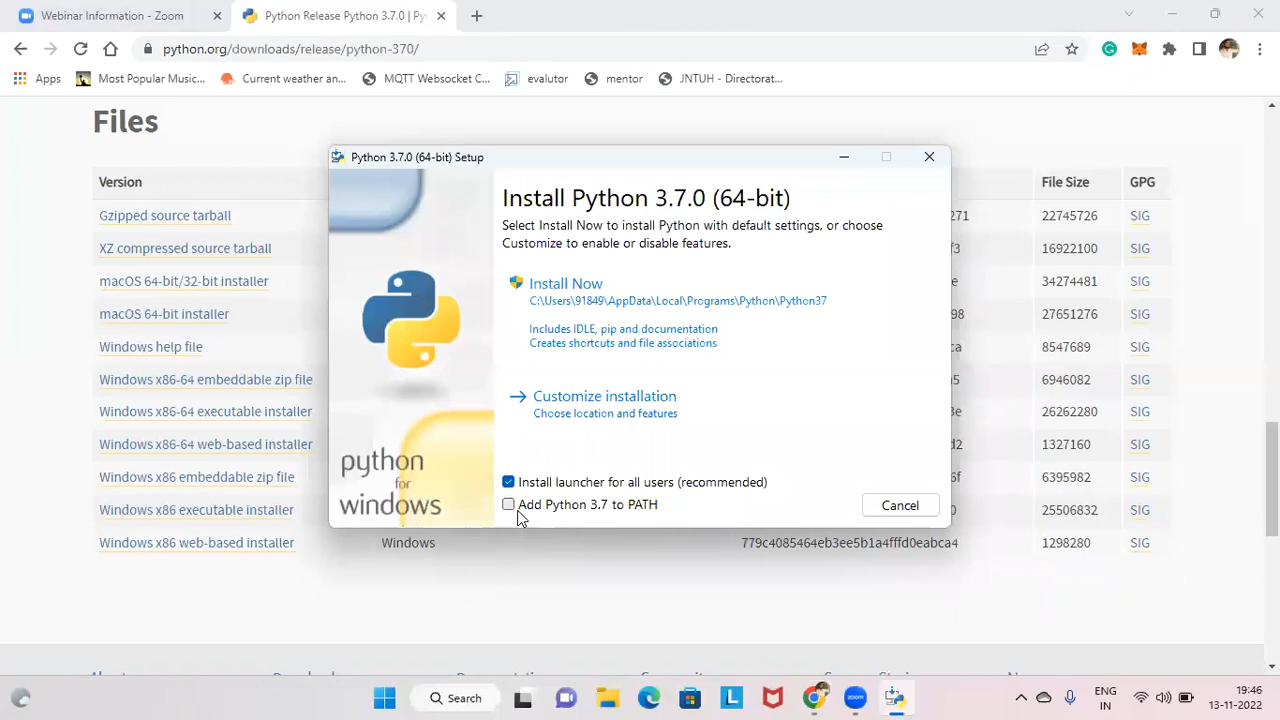 Webinar Information - Zoom
Python Release Python 3.7.0 | Py
python.org/downloads/release/python-370/
Apps
Most Popular Music...
Current weather an...
MQTT Websocket C...
evalutor
mentor
JNTUH - Directorat...
Files
Version
File Size
GPG
Gzipped source tarball
271
22745726
SIG
XZ compressed source tarball
f3
16922100
SIG
macOS 64-bit/32-bit installer
e
34274481
SIG
macOS 64-bit installer
98
27651276
SIG
Windows help file
ca
8547689
SIG
Windows x86-64 embeddable zip file
a5
6946082
SIG
Windows x86-64 executable installer
3e
26262280
SIG
Windows x86-64 web-based installer
d2
1327160
SIG
Windows x86 embeddable zip file
6f
6395982
SIG
Windows x86 executable installer
25506832
SIG
Windows x86 web-based installer
Windows
779c4085464eb3ee5b1a4fffd0eabca4
1298280
SIG
Python 3.7.0 (64-bit) Setup
Install Python 3.7.0 (64-bit)
Select Install Now to install Python with default settings, or choose
Customize to enable or disable features.
Install Now
C:\Users\91849\AppData\Local\Programs\Python\Python37
Includes IDLE, pip and documentation
Creates shortcuts and file associations
Customize installation
Choose location and features
python
for
windows
Install launcher for all users (recommended)
Add Python 3.7 to PATH
Cancel
Search
ENG
IN
19:46
13-11-2022